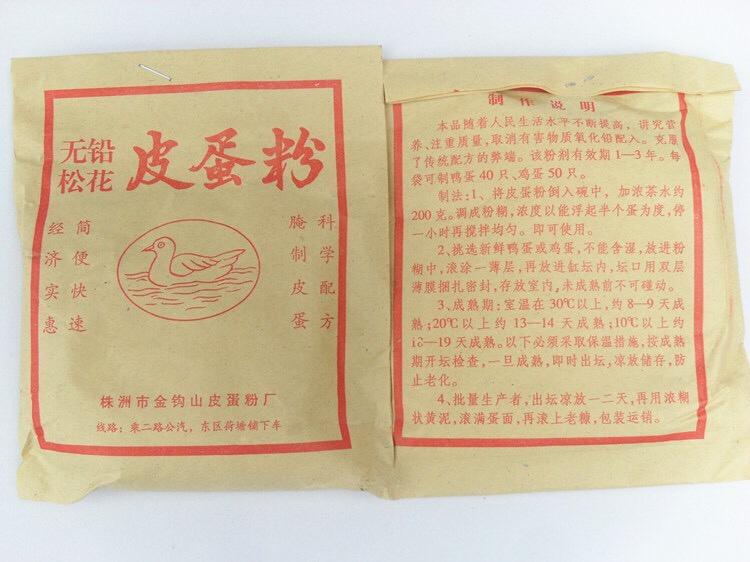 无铅
松花
皮蛋粉
简便快速
经济实惠
科学配方
腌制皮蛋
株洲市金钩山皮蛋粉厂
线路：乘二路公汽，东区荷塘铺下车
制作说明
本品随着人民生活水平不断提高，讲究营
养、注重质量，取消有害物质氧化铅配入。克服
了传统配方的弊端。该粉剂有效期1—3年。每
袋可制鸭蛋40只、鸡蛋50只。
制法：1、将皮蛋粉倒入碗中，加浓茶水约
200克。调成粉糊，浓度以能浮起半个蛋为度，停
一小时再搅拌均匀。即可使用。
2、挑选新鲜鸭蛋或鸡蛋，不能含湿，放进粉
糊中，滚涂一薄层，再放进缸坛内，坛口用双层
薄膜捆扎密封，存放室内，未成熟前不可碰动。
3、成熟期：室温在30℃以上，约8—9天成
熟；20℃以上约13—14天成熟；10℃以上约
18—19天成熟。以下必须采取保温措施，按成熟
期开坛检查，一旦成熟，即时出坛，凉放储存，防
止老化。
4、批量生产者，出坛凉放一二天，再用浓糊
状黄泥，滚满蛋面，再滚上老糠，包装运销。